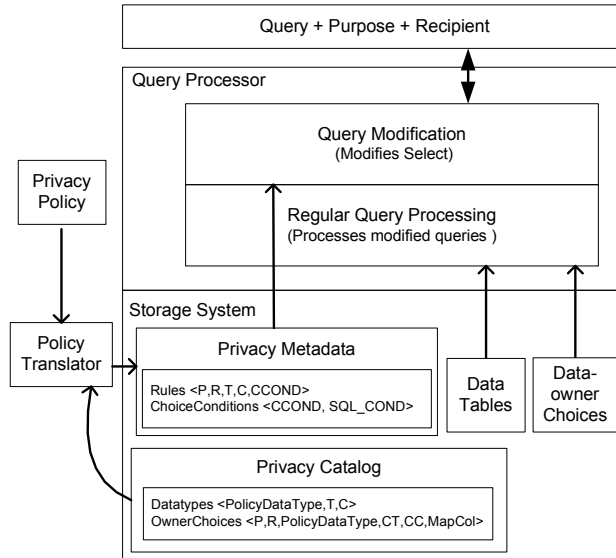 Query + Purpose + Recipient
Query Processor
Query Modification
(Modifies Select)
Privacy
Policy
Regular Query Processing
(Processes modified queries )
Storage System
Policy
Translator
Privacy Metadata
Rules <P,R,T,C,CCOND>
ChoiceConditions <CCOND, SQL_COND>
Data
Tables
Data-
owner
Choices
Privacy Catalog
Datatypes <PolicyDataType,T,C>
OwnerChoices <P,R,PolicyDataType,CT,CC,MapCol>